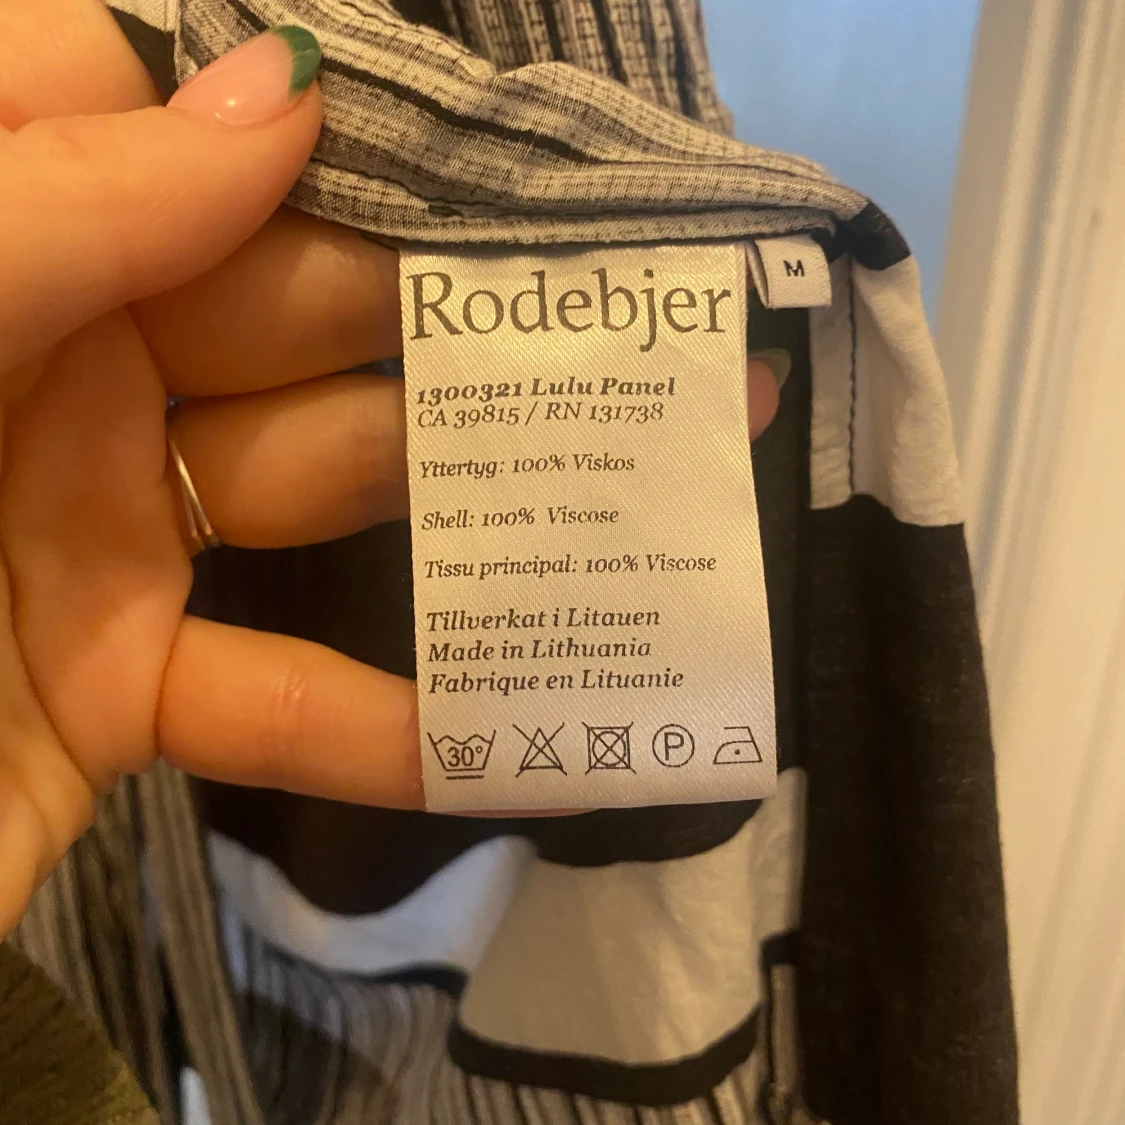 Rodebjer
M
1300321 Lulu Panel
CA 39815 / RN 131738
Yttertyg: 100% Viskos
Shell: 100% Viscose
Tissu principal: 100% Viscose
Tillverkat i Litauen
Made in Lithuania
Fabrique en Lituanie
30° P